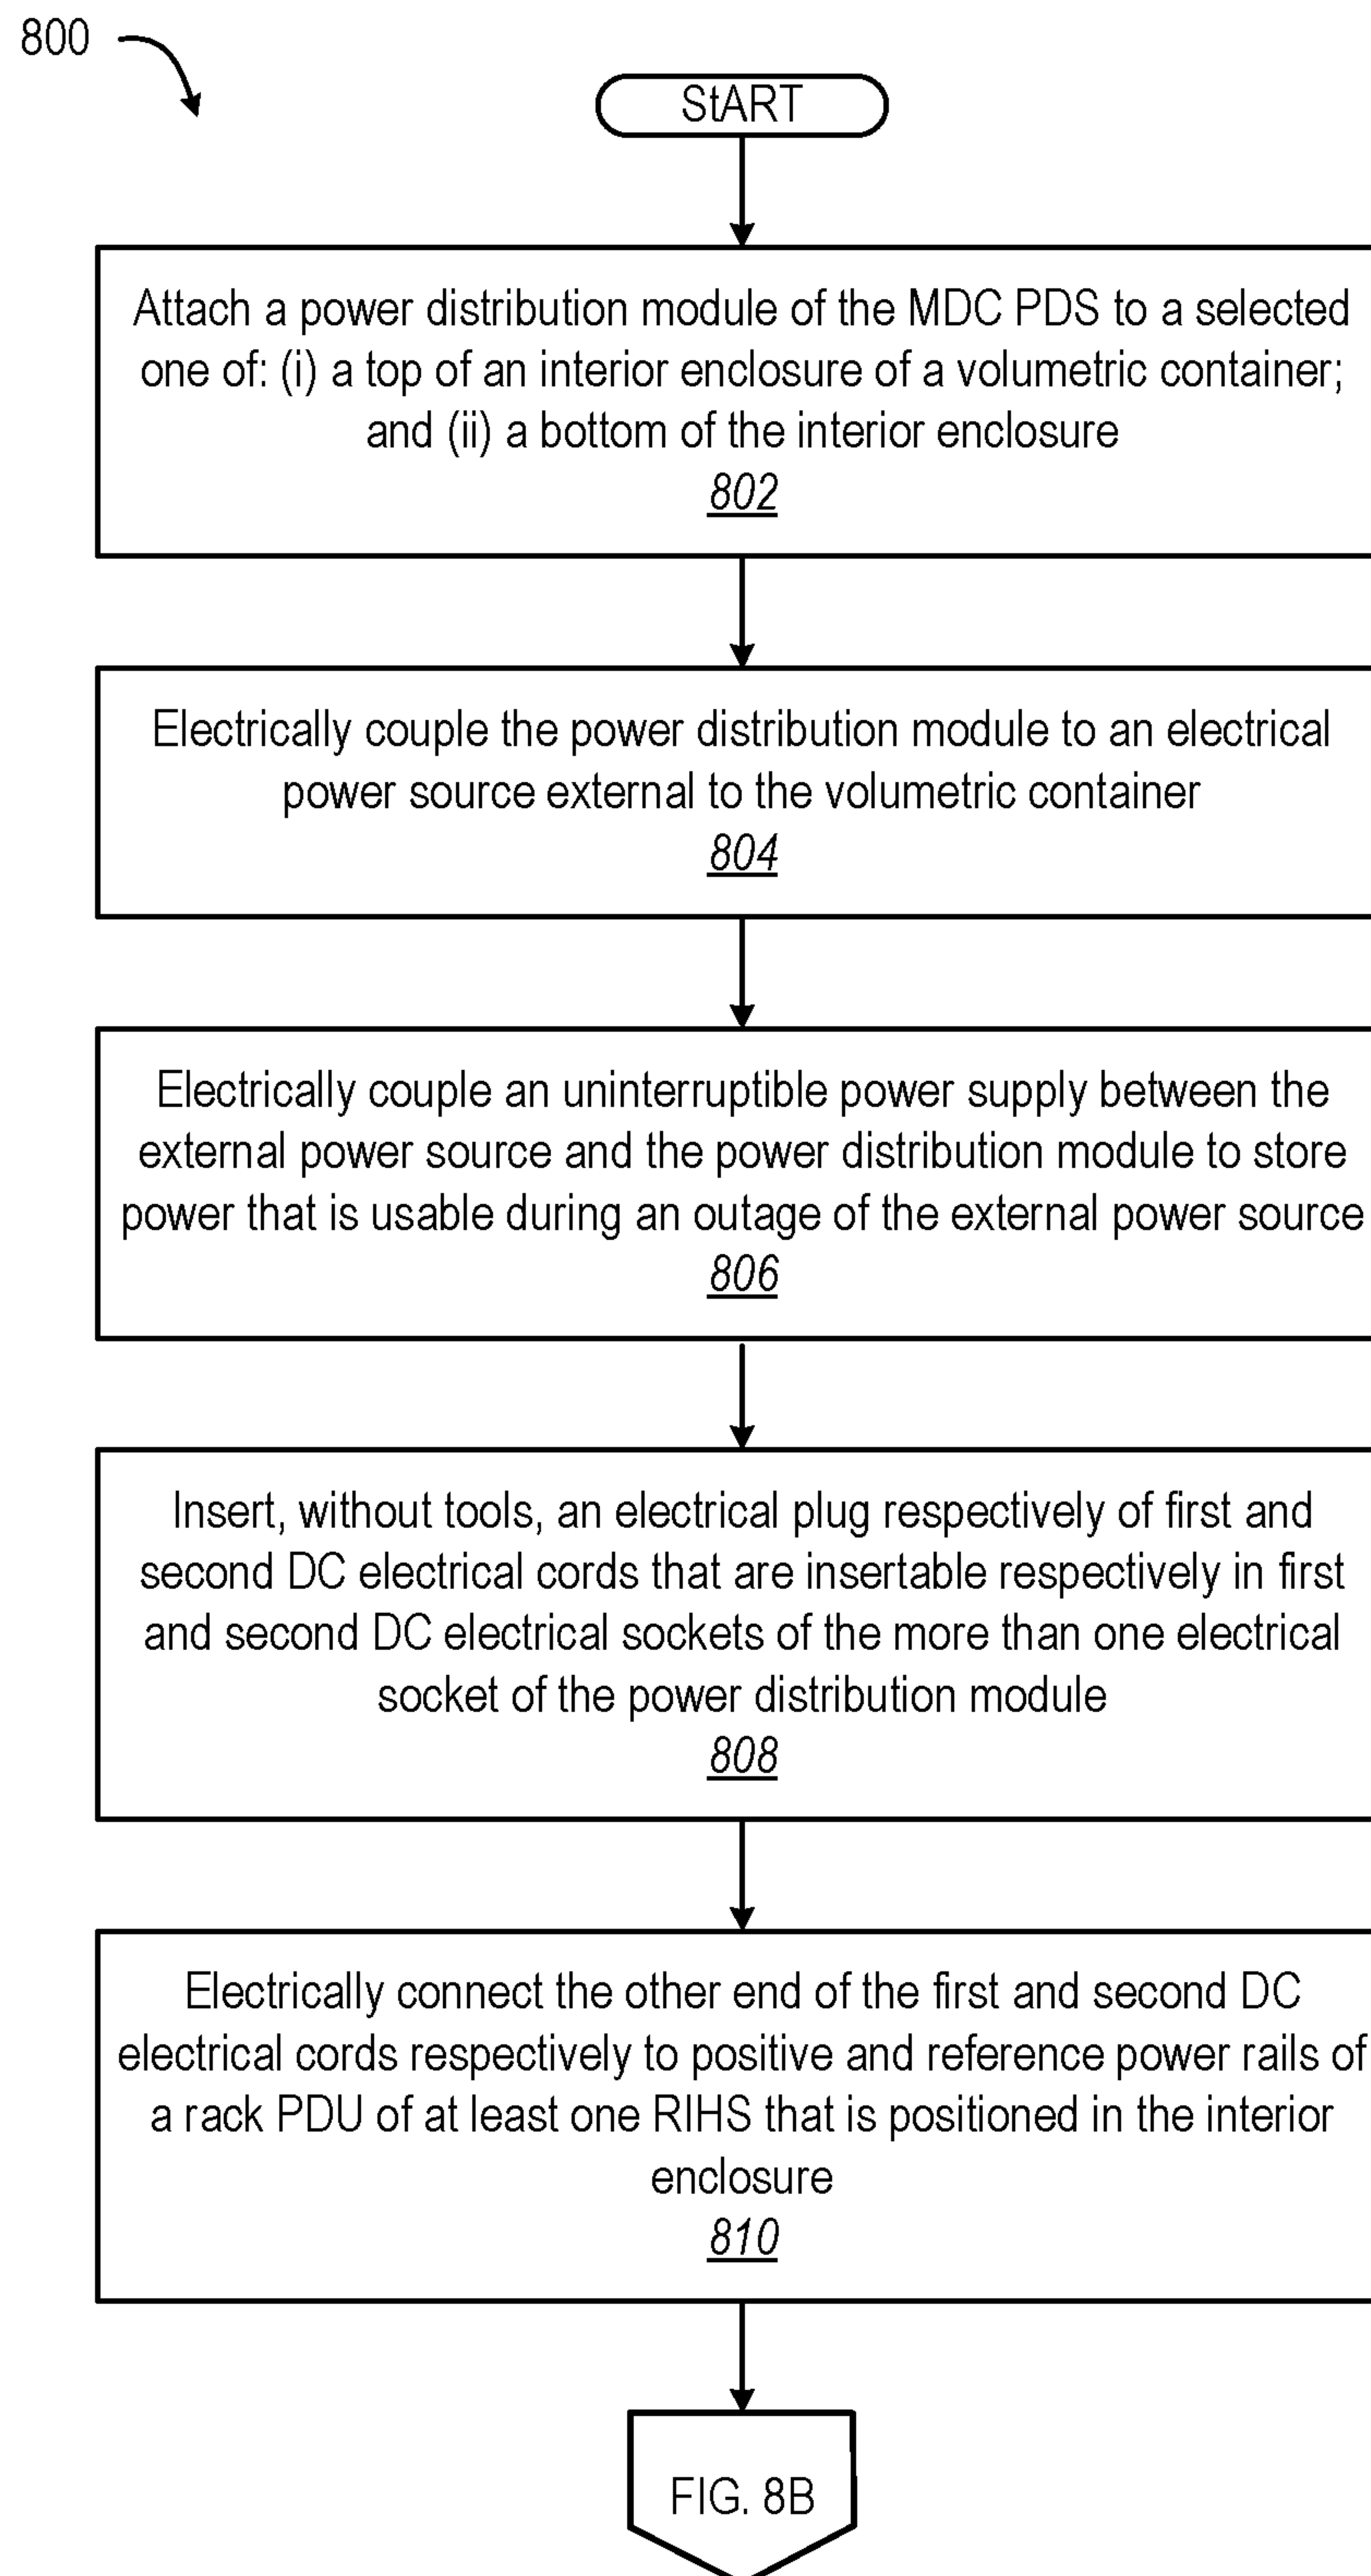 800
StART
Attach a power distribution module of the MDC PDS to a selected
one of: (i) a top of an interior enclosure of a volumetric container;
and (ii) a bottom of the interior enclosure
802
Electrically couple the power distribution module to an electrical
power source external to the volumetric container
804
Electrically couple an uninterruptible power supply between the
external power source and the power distribution module to store
power that is usable during an outage of the external power source
806
Insert, without tools, an electrical plug respectively of first and
second DC electrical cords that are insertable respectively in first
and second DC electrical sockets of the more than one electrical
socket of the power distribution module
808
Electrically connect the other end of the first and second DC
electrical cords respectively to positive and reference power rails of
a rack PDU of at least one RIHS that is positioned in the interior
enclosure
810
FIG. 8B